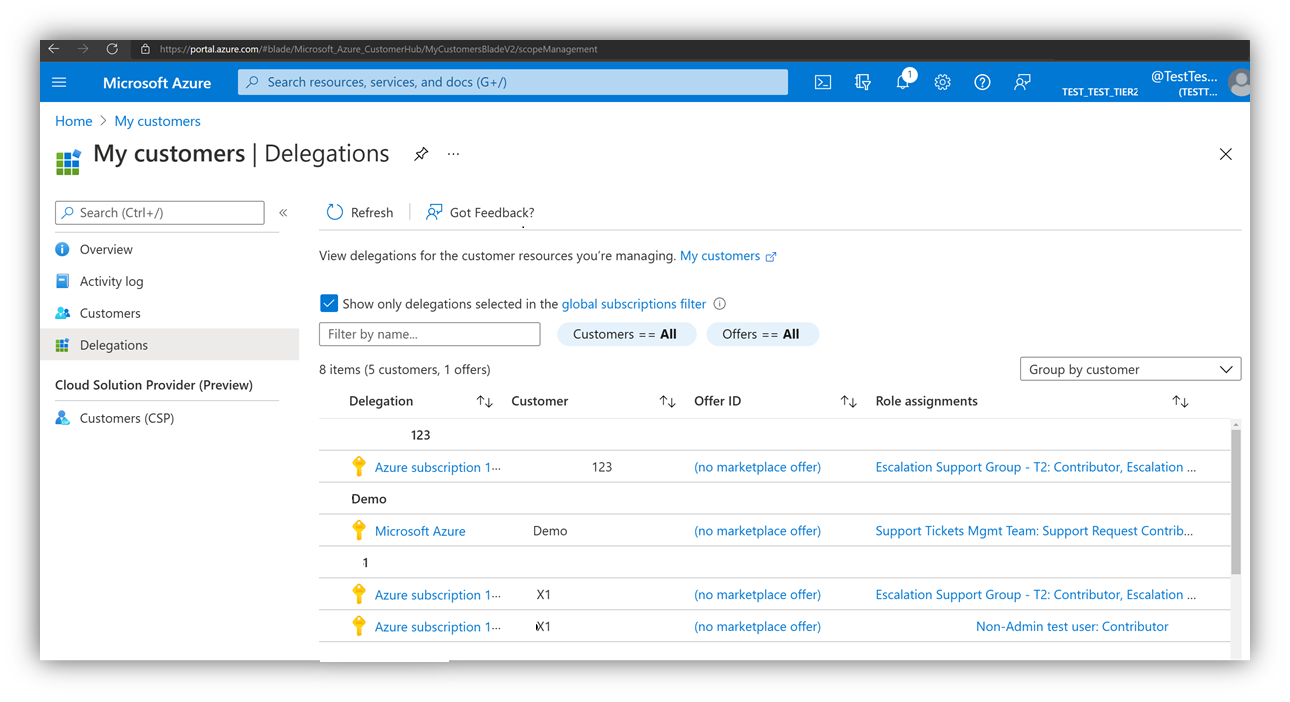 https://portal.azure.com/#blade/Microsoft_Azure_CustomerHub/MyCustomersBladeV2/scopeManagement
Microsoft Azure Search resources, services, and docs (G+/) 1 @TestTes...
TEST_TEST_TIER2 (TESTT...
Home > My customers
My customers | Delegations ...
Search (Ctrl+/) «
Refresh Got Feedback?
Overview
View delegations for the customer resources you're managing. My customers
Activity log
Show only delegations selected in the global subscriptions filter
Customers
Filter by name... Customers == All Offers == All
Delegations
8 items (5 customers, 1 offers) Group by customer
Cloud Solution Provider (Preview)
Delegation Customer Offer ID Role assignments
Customers (CSP)
123
Azure subscription 1... 123 (no marketplace offer) Escalation Support Group - T2: Contributor, Escalation ...
Demo
Microsoft Azure Demo (no marketplace offer) Support Tickets Mgmt Team: Support Request Contrib...
1
Azure subscription 1... X1 (no marketplace offer) Escalation Support Group - T2: Contributor, Escalation ...
Azure subscription 1... X1 (no marketplace offer) Non-Admin test user: Contributor